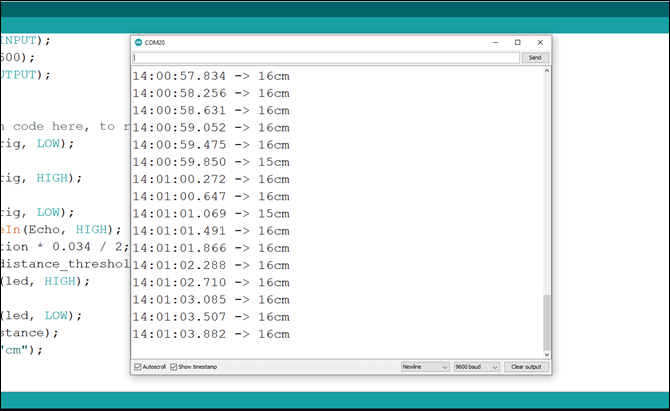 INPUT);
COM20
500);
Send
UTPUT);
14:00:57.834 -> 16cm
14:00:58.256 -> 16cm
14:00:58.631 -> 16cm
n code here, to r
14:00:59.052 -> 16cm
rig, LOW);
14:00:59.475 -> 16cm
14:00:59.850 -> 15cm
rig, HIGH);
14:01:00.272 -> 16cm
14:01:00.647 -> 16cm
rig, LOW);
14:01:01.069 -> 15cm
eIn(Echo, HIGH);
14:01:01.491 -> 16cm
tion * 0.034 / 2;
14:01:01.866 -> 16cm
distance_threshol
14:01:02.288 -> 16cm
(led, HIGH);
14:01:02.710 -> 16cm
14:01:03.085 -> 16cm
(led, LOW);
14:01:03.507 -> 16cm
stance);
14:01:03.882 -> 16cm
"cm");
Autoscroll Show timestamp Newline 9600 baud Clear output